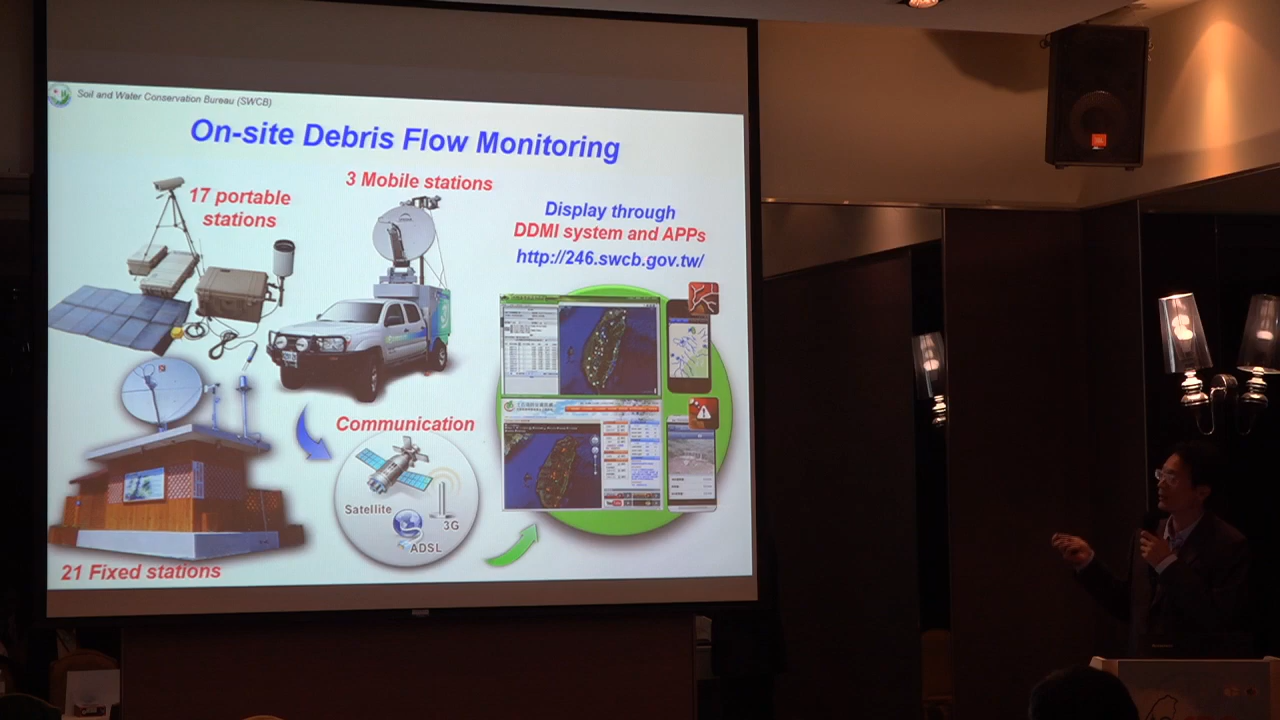 Soil and Water Conservation Bureau (SWCB)
On-site Debris Flow Monitoring
17 portable
stations
3 Mobile stations
Display through
DDMI system and APPs
http://246.swcb.gov.tw/
Communication
Satellite
3G
ADSL
21 Fixed stations
JBL